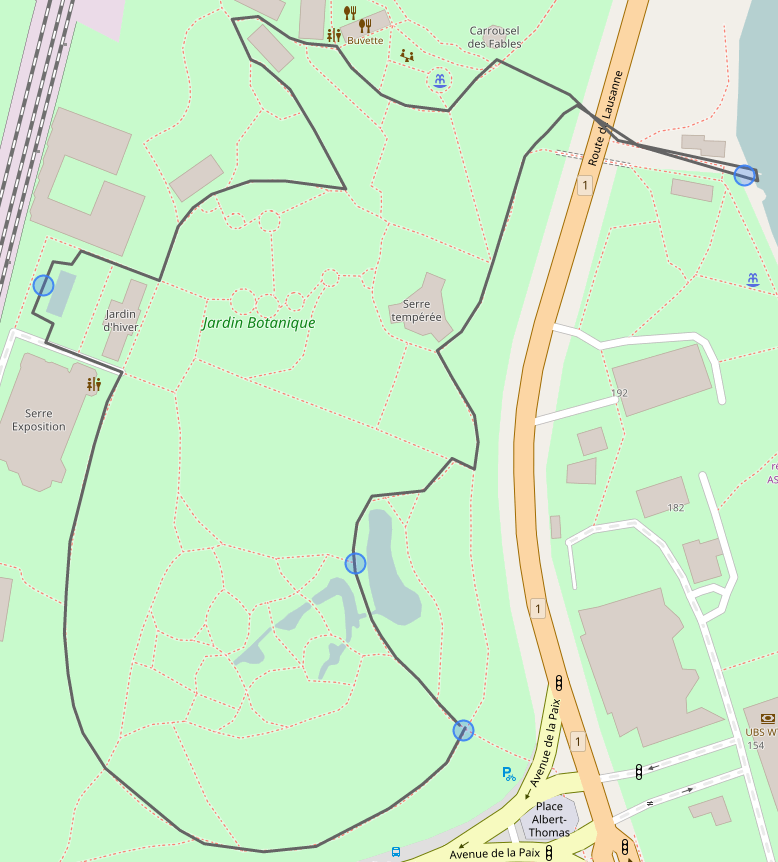 Buvette
Carrousel
des Fables
Route de Lausanne
1
Serre
tempérée
Jardin
d'hiver
Jardin Botanique
192
Serre
Exposition
182
1
1
Avenue de la Paix
UBS W
154
Place
Albert-
Thomas
Avenue de la Paix